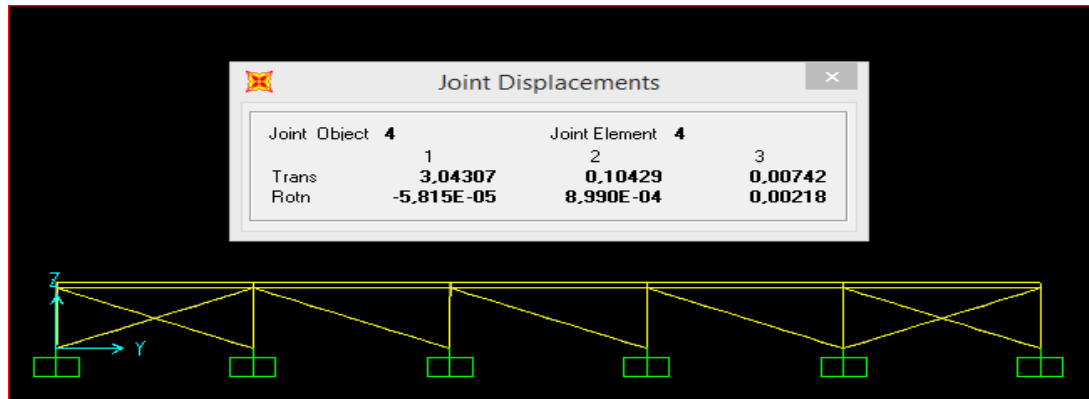 Joint Displacements
Joint Object 4 Joint Element 4
1 2 3
Trans 3,04307 0,10429 0,00742
Rotn -5,815E-05 8,990E-04 0,00218
Z
Y